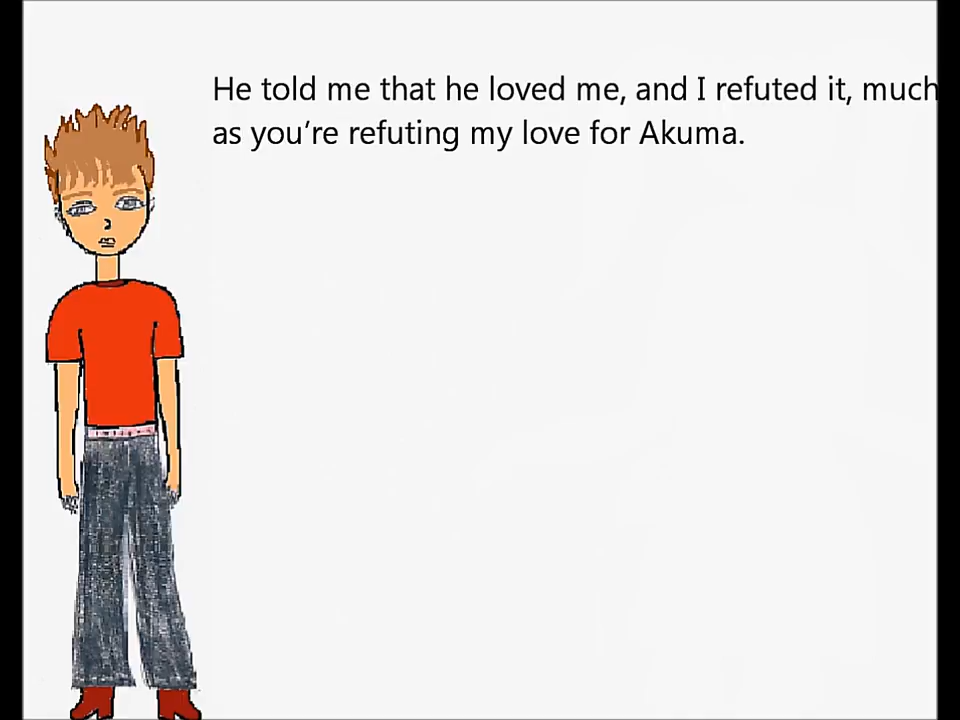 He told me that he loved me, and I refuted it, much
as you’re refuting my love for Akuma.